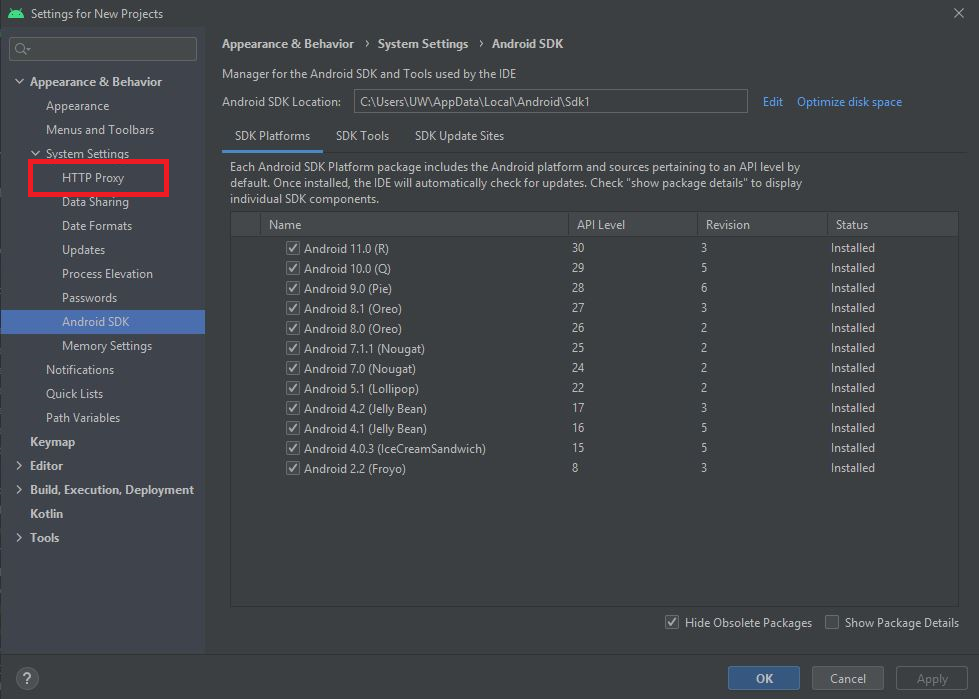 Settings for New Projects
Appearance & Behavior
Appearance
Menus and Toolbars
System Settings
HTTP Proxy
Data Sharing
Date Formats
Updates
Process Elevation
Passwords
Android SDK
Memory Settings
Notifications
Quick Lists
Path Variables
Keymap
Editor
Build, Execution, Deployment
Kotlin
Tools
Appearance & Behavior › System Settings › Android SDK
Manager for the Android SDK and Tools used by the IDE
Android SDK Location: C:\Users\UW\AppData\Local\Android\Sdk1 Edit Optimize disk space
SDK Platforms SDK Tools SDK Update Sites
Each Android SDK Platform package includes the Android platform and sources pertaining to an API level by
default. Once installed, the IDE will automatically check for updates. Check "show package details" to display
individual SDK components.
Name API Level Revision Status
Android 11.0 (R) 30 3 Installed
Android 10.0 (Q) 29 5 Installed
Android 9.0 (Pie) 28 6 Installed
Android 8.1 (Oreo) 27 3 Installed
Android 8.0 (Oreo) 26 2 Installed
Android 7.1.1 (Nougat) 25 2 Installed
Android 7.0 (Nougat) 24 2 Installed
Android 5.1 (Lollipop) 22 2 Installed
Android 4.2 (Jelly Bean) 17 3 Installed
Android 4.1 (Jelly Bean) 16 5 Installed
Android 4.0.3 (IceCreamSandwich) 15 5 Installed
Android 2.2 (Froyo) 8 3 Installed
Hide Obsolete Packages Show Package Details
? OK Cancel Apply